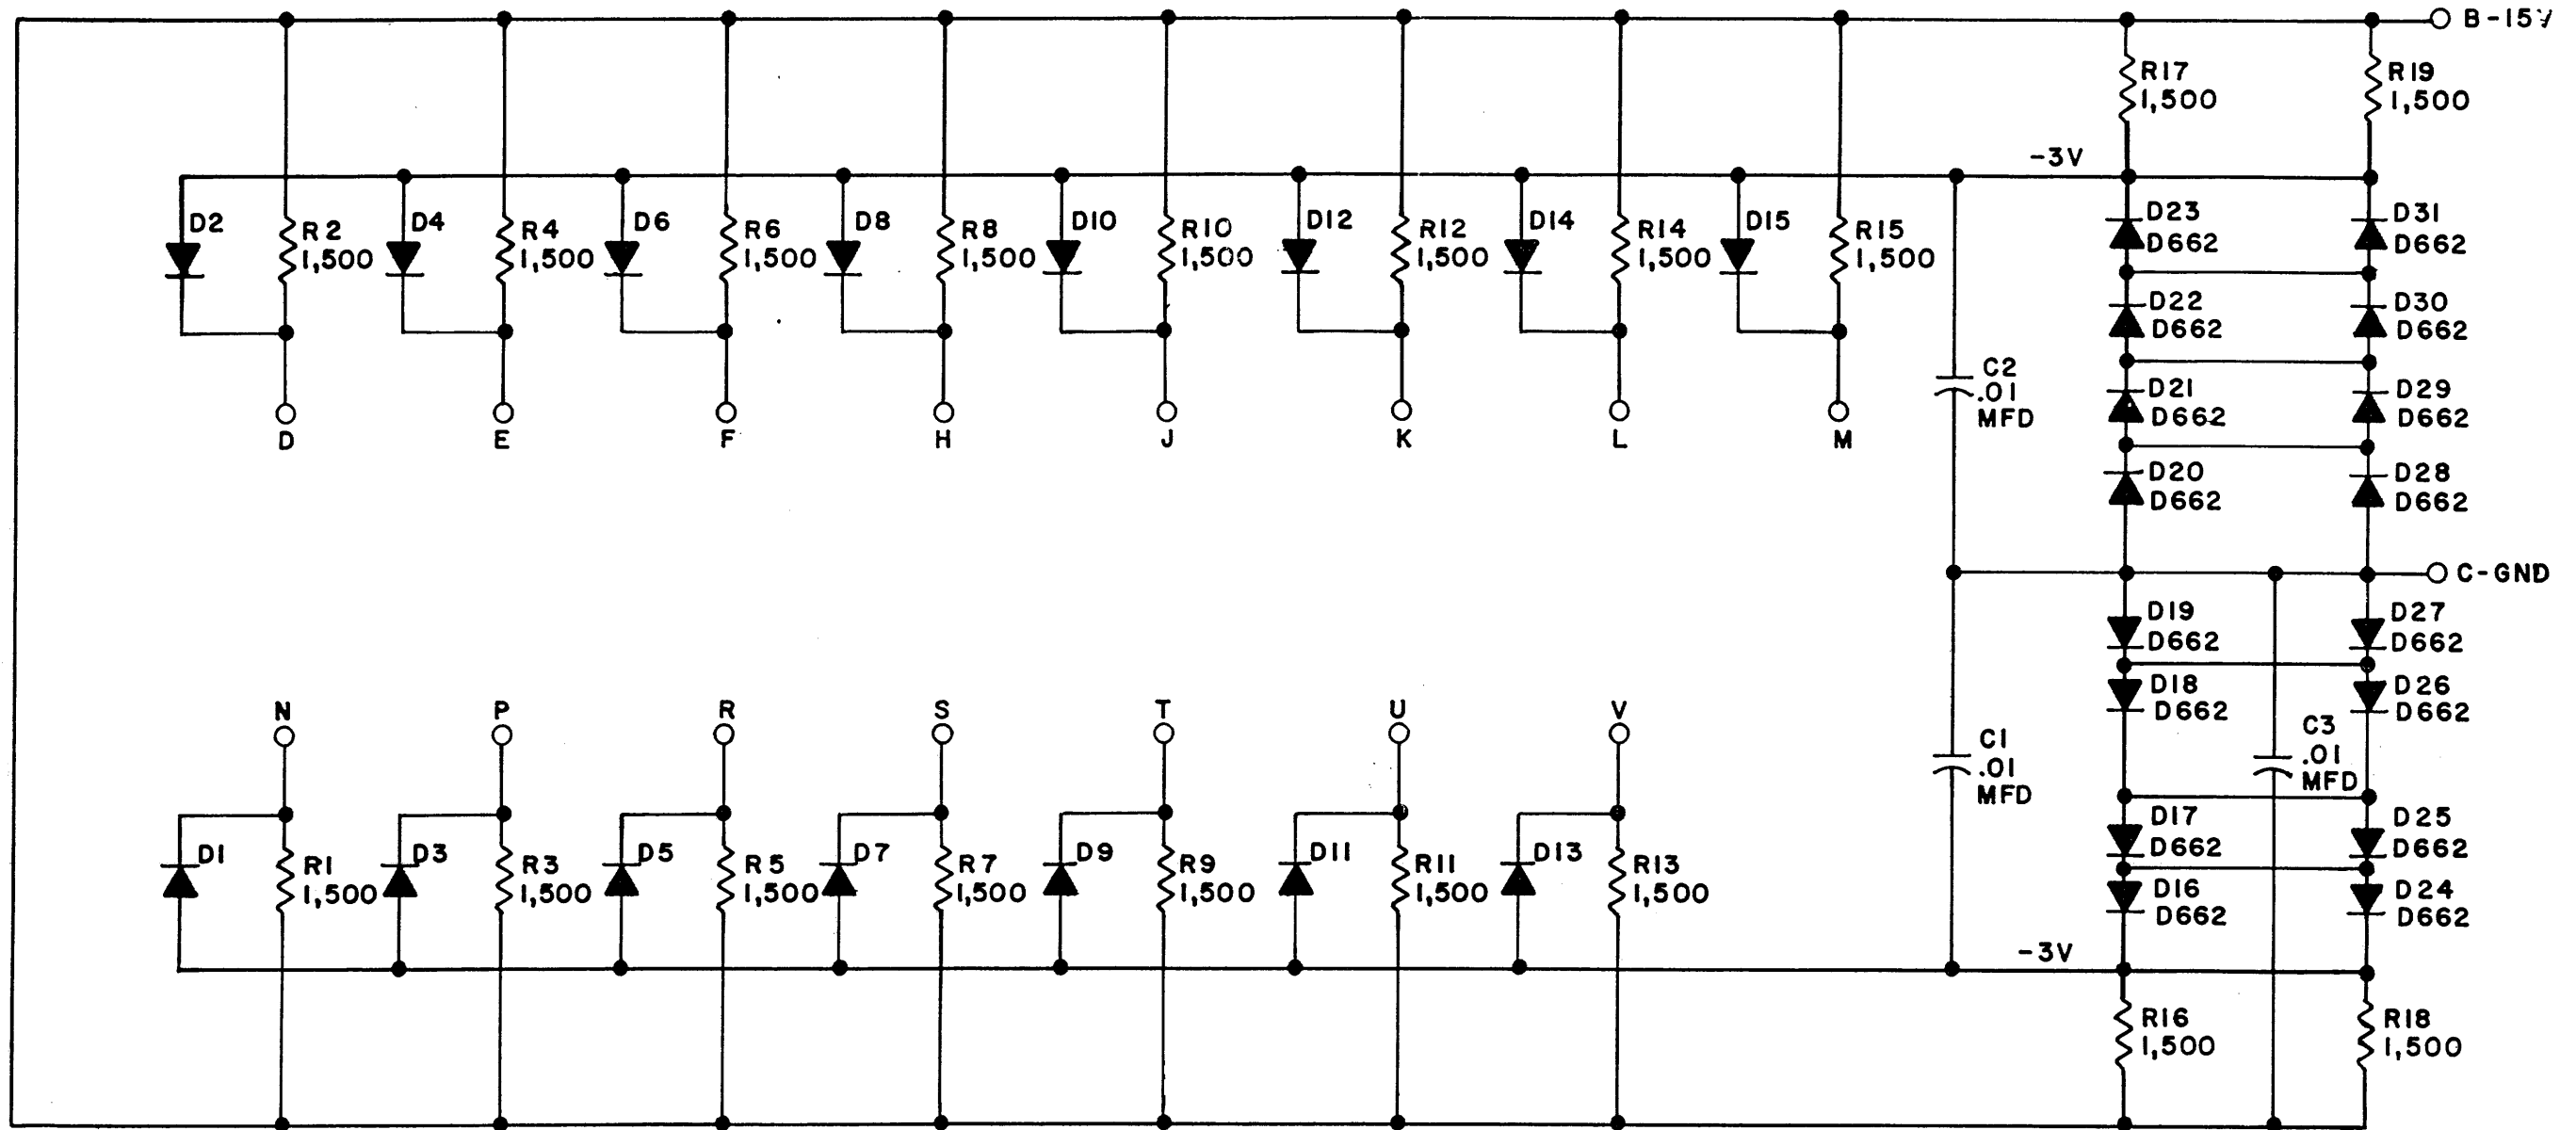 B-15V
R17
1,500
R19
1,500
-3V
D2
R2
1,500
D4
R4
1,500
D6
R6
1,500
D8
R8
1,500
D10
R10
1,500
D12
R12
1,500
D14
R14
1,500
D15
R15
1,500
D23
D662
D31
D662
D22
D662
D30
D662
C2
.01
MFD
D21
D662
D29
D662
D
E
F
H
J
K
L
M
D20
D662
D28
D662
C-GND
D19
D662
D27
D662
D18
D662
D26
D662
N
P
R
S
T
U
V
C1
.01
MFD
C3
.01
MFD
D17
D662
D25
D662
D1
R1
1,500
D3
R3
1,500
D5
R5
1,500
D7
R7
1,500
D9
R9
1,500
D11
R11
1,500
D13
R13
1,500
D16
D662
D24
D662
-3V
R16
1,500
R18
1,500